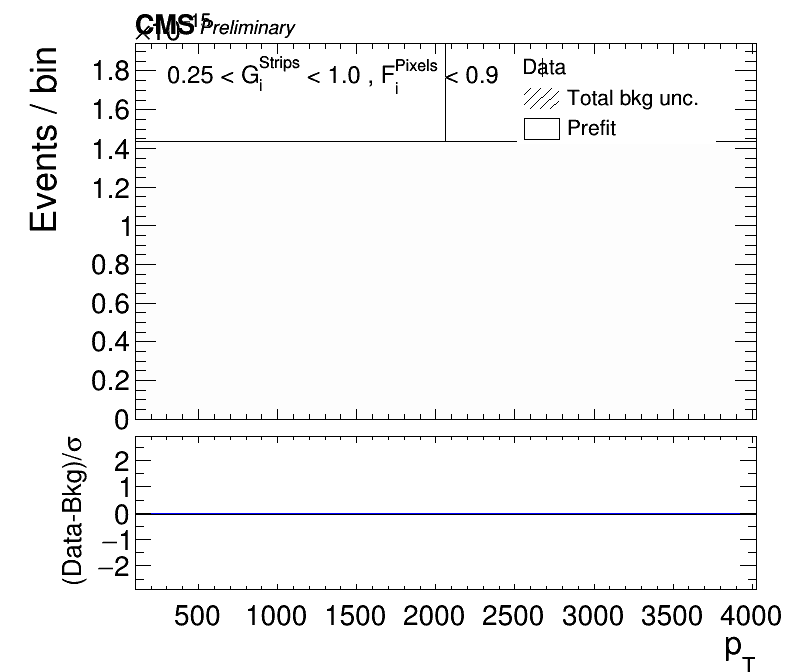 CMS Preliminary
×10 15
0.25 < G_i^Strips < 1.0 , F_i^Pixels < 0.9
Data
Total bkg unc.
Prefit
Events / bin
1.8
1.6
1.4
1.2
1
0.8
0.6
0.4
0.2
0
(Data-Bkg)/σ
2
1
0
−1
−2
500 1000 1500 2000 2500 3000 3500 4000
p_T